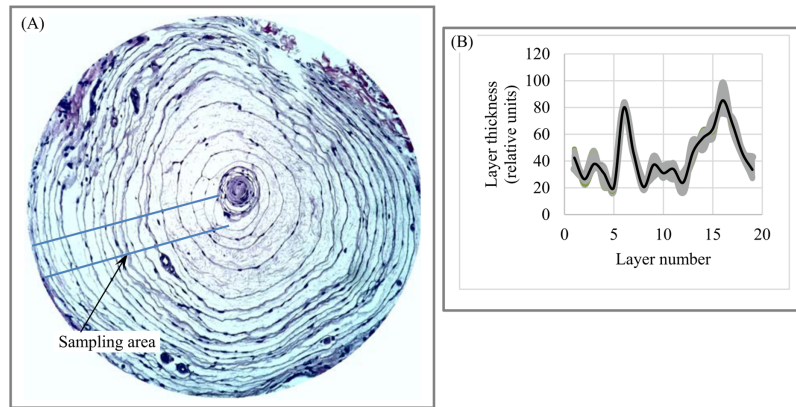 (A)
Sampling area
(B)
Layer thickness
(relative units)
120
100
80
60
40
20
0
0 5 10 15 20
Layer number